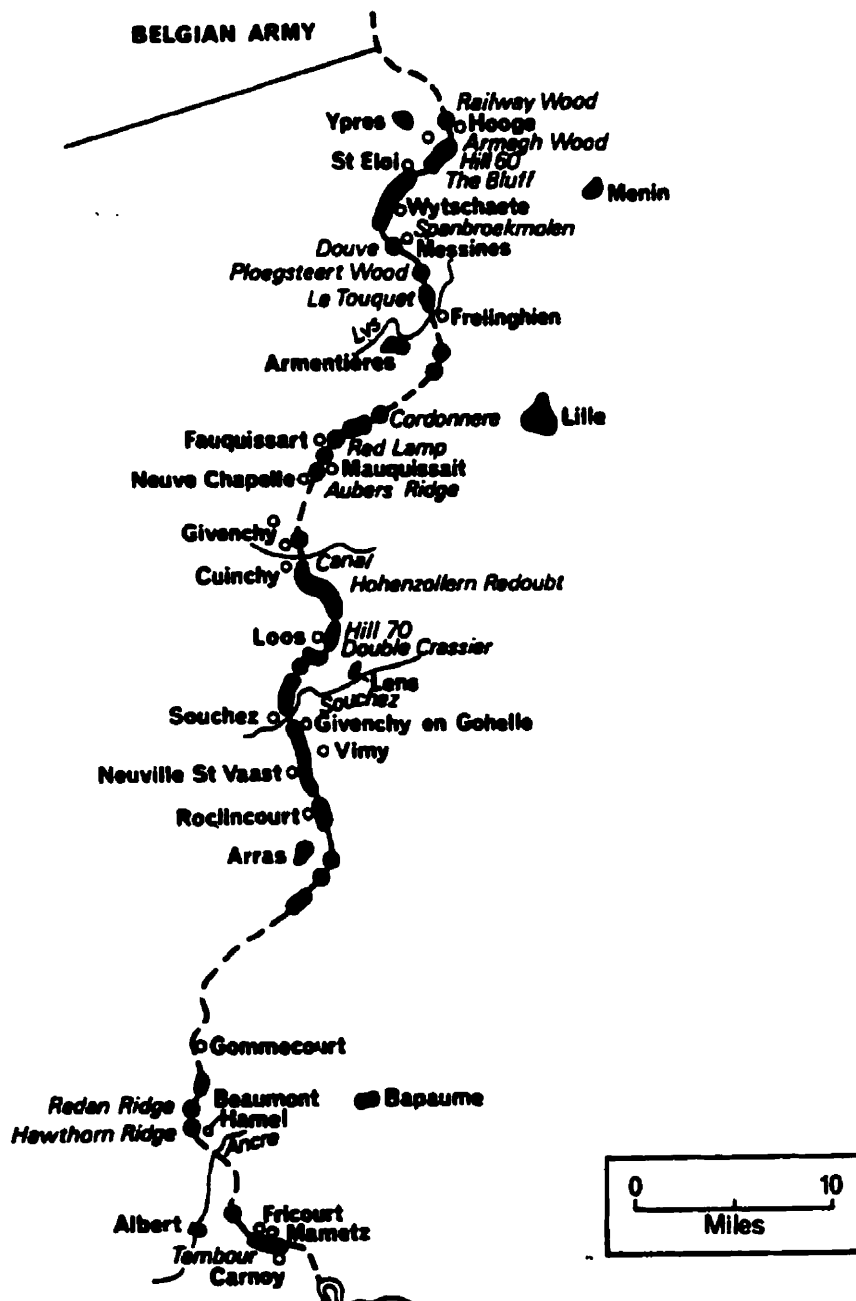 BELGIAN ARMY
Railway Wood
Ypres
Hooge
Armagh Wood
St Eloi
Hill 60
The Bluff
Menin
Wytschaete
Spanbroekmolen
Douve
Messines
Ploegsteert Wood
Le Touquet
Frelinghien
Lys
Armentières
Cordonnere
Lille
Fauquissart
Red Lamp
Mauquissait
Neuve Chapelle
Aubers Ridge
Givenchy
Canal
Cuinchy
Hohenzollern Redoubt
Hill 70
Loos
Double Crassier
Lens
Souchez
Souchez
Givenchy en Gohelle
Vimy
Neuville St Vaast
Roclincourt
Arras
Gommecourt
Beaumont
Hamel
Bapaume
Redan Ridge
Hawthorn Ridge
Ancre
0 10
Miles
Albert
Fricourt
Mametz
Tambour
Carnoy